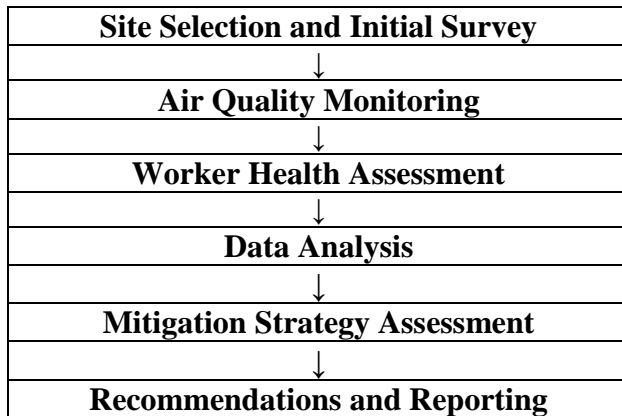 Site Selection and Initial Survey
↓
Air Quality Monitoring
↓
Worker Health Assessment
↓
Data Analysis
↓
Mitigation Strategy Assessment
↓
Recommendations and Reporting